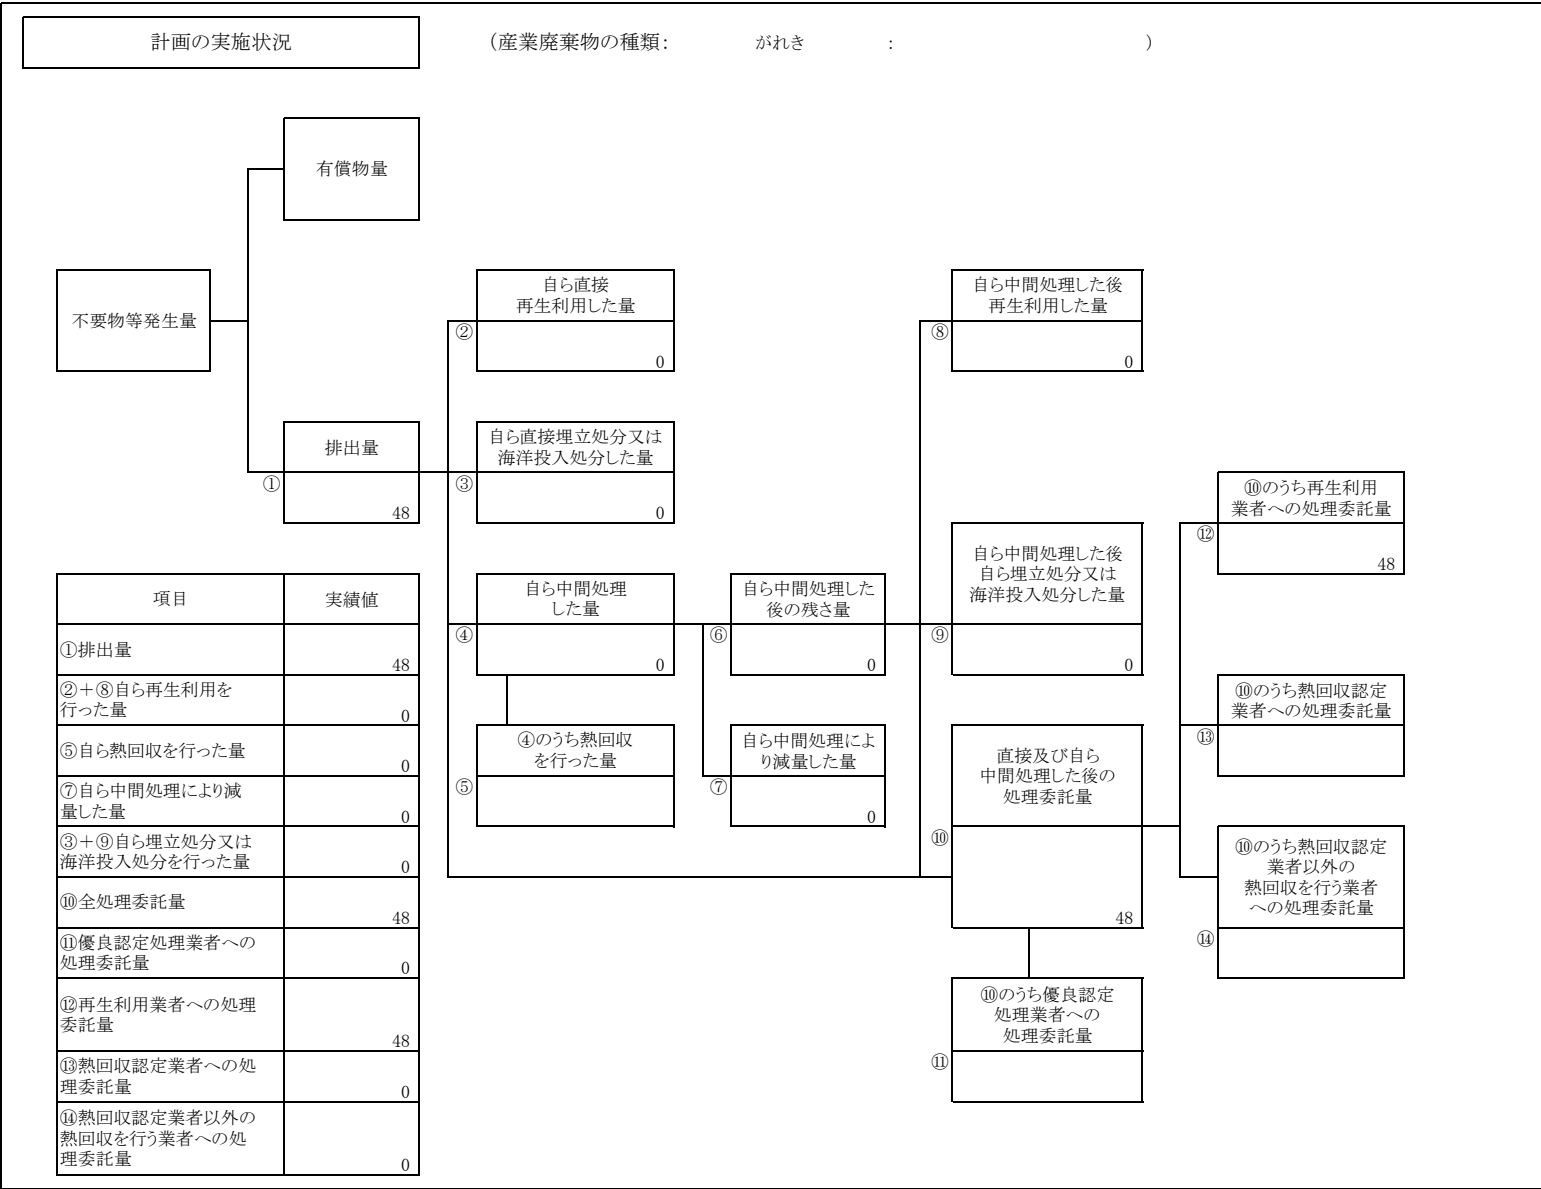 計画の実施状況
(産業廃棄物の種類: がれき : )
有償物量
不要物等発生量
自ら直接
再生利用した量
②
0
自ら中間処理した後
再生利用した量
⑧
0
排出量
①
48
自ら直接埋立処分又は
海洋投入処分した量
③
0
⑩のうち再生利用
業者への処理委託量
⑫
48
自ら中間処理した後
自ら埋立処分又は
海洋投入処分した量
⑨
0
自ら中間処理
した量
④
0
自ら中間処理した
後の残さ量
⑥
0
⑩のうち熱回収認定
業者への処理委託量
⑬
④のうち熱回収
を行った量
⑤
自ら中間処理によ
り減量した量
⑦
0
直接及び自ら
中間処理した後の
処理委託量
⑩
48
⑩のうち熱回収認定
業者以外の
熱回収を行う業者
への処理委託量
⑭
⑩のうち優良認定
処理業者への
処理委託量
⑪
項目 実績値
①排出量
48
②+⑧自ら再生利用を
行った量
0
⑤自ら熱回収を行った量
0
⑦自ら中間処理により減
量した量
0
③+⑨自ら埋立処分又は
海洋投入処分を行った量
0
⑩全処理委託量
48
⑪優良認定処理業者への
処理委託量
0
⑫再生利用業者への処理
委託量
48
⑬熱回収認定業者への処
理委託量
0
⑭熱回収認定業者以外の
熱回収を行う業者への処
理委託量
0